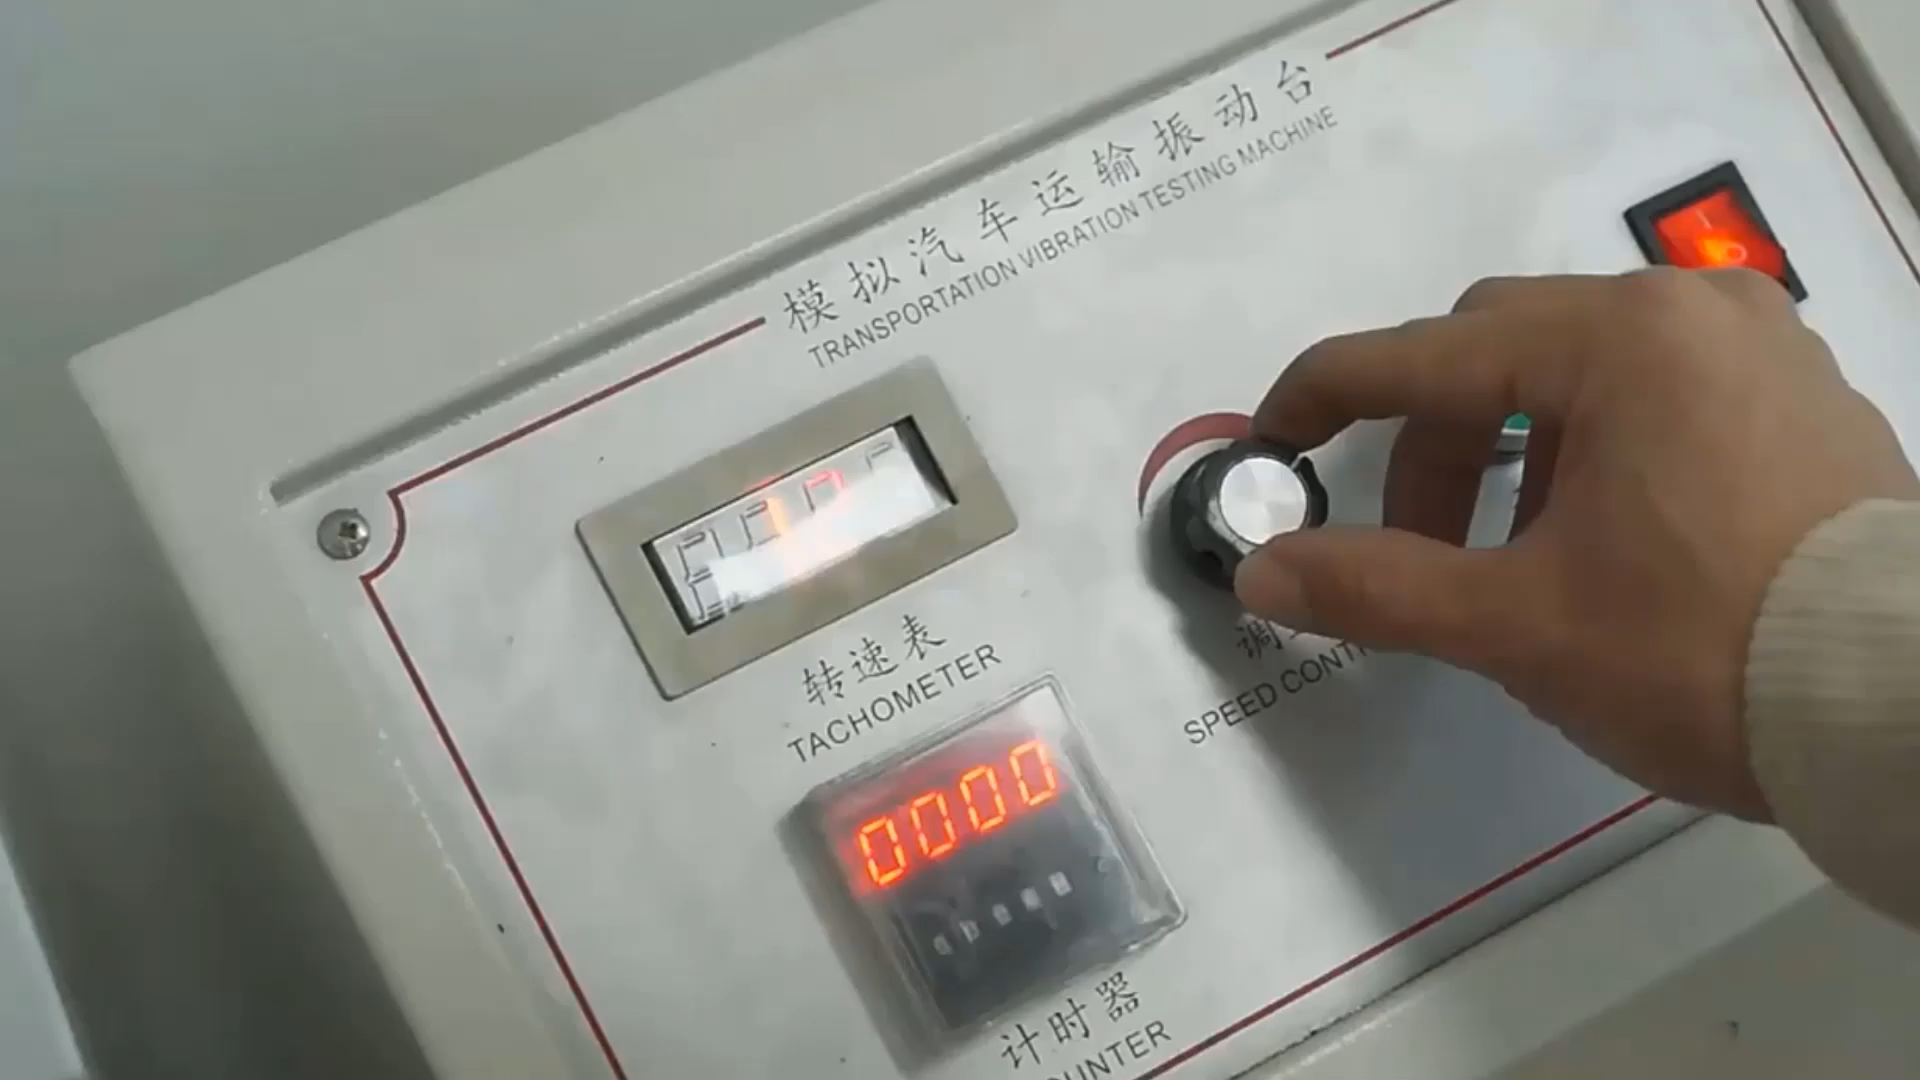 模拟汽车运输振动台
TRANSPORTATION VIBRATION TESTING MACHINE
转速表
TACHOMETER
调
SPEED
0000
计时器